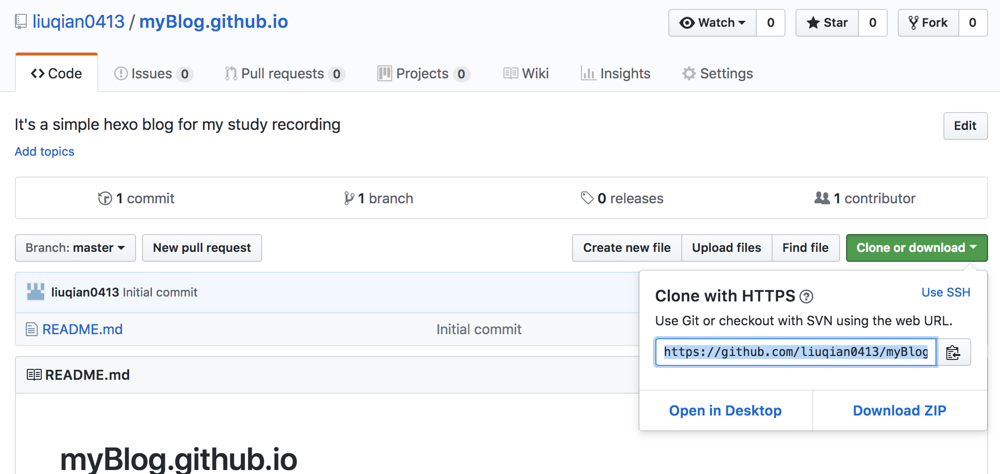 liuqian0413 / myBlog.github.io
Watch 0 Star 0 Fork 0
Code Issues 0 Pull requests 0 Projects 0 Wiki Insights Settings
It's a simple hexo blog for my study recording
Edit
Add topics
1 commit 1 branch 0 releases 1 contributor
Branch: master New pull request Create new file Upload files Find file Clone or download
liuqian0413 Initial commit
README.md Initial commit
Clone with HTTPS Use SSH
Use Git or checkout with SVN using the web URL.
https://github.com/liuqian0413/myBlog
Open in Desktop Download ZIP
README.md
myBlog.github.io